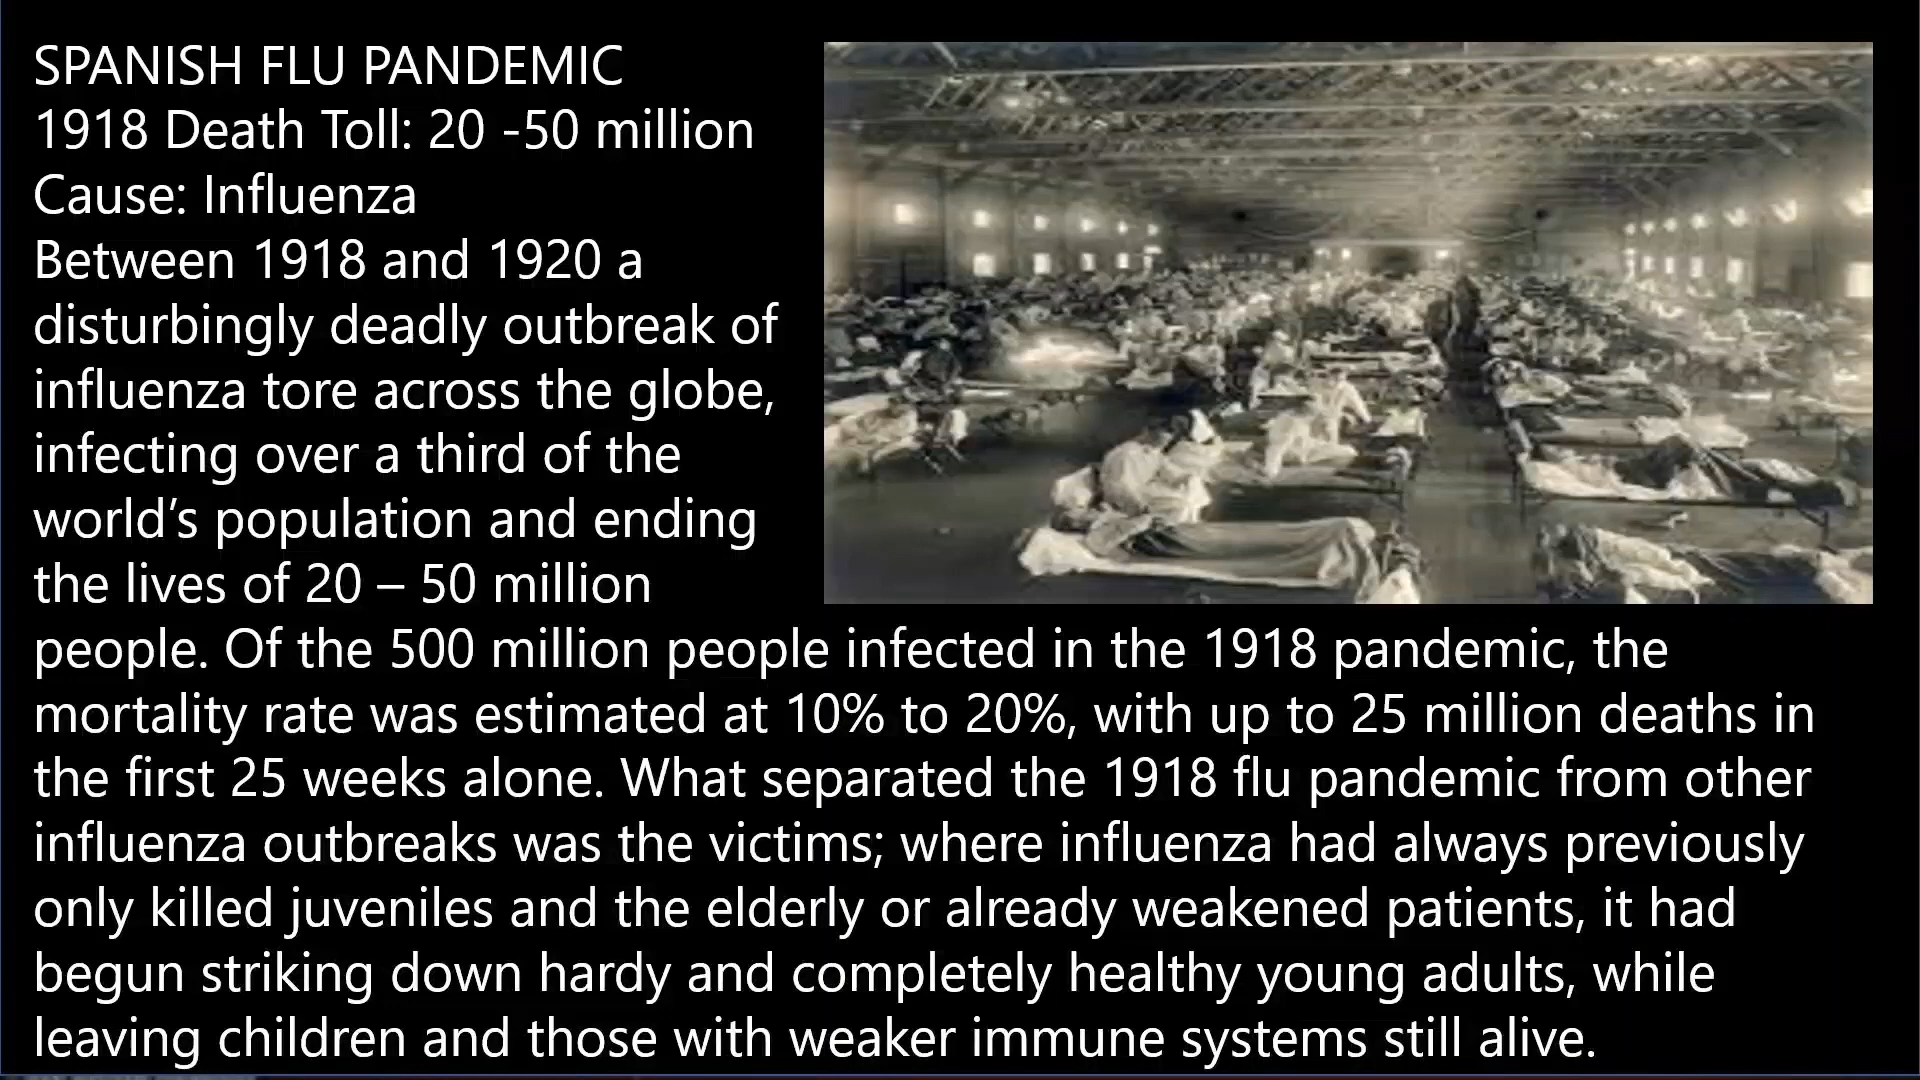 SPANISH FLU PANDEMIC
1918 Death Toll: 20 -50 million
Cause: Influenza
Between 1918 and 1920 a
disturbingly deadly outbreak of
influenza tore across the globe,
infecting over a third of the
world’s population and ending
the lives of 20 – 50 million
people. Of the 500 million people infected in the 1918 pandemic, the
mortality rate was estimated at 10% to 20%, with up to 25 million deaths in
the first 25 weeks alone. What separated the 1918 flu pandemic from other
influenza outbreaks was the victims; where influenza had always previously
only killed juveniles and the elderly or already weakened patients, it had
begun striking down hardy and completely healthy young adults, while
leaving children and those with weaker immune systems still alive.